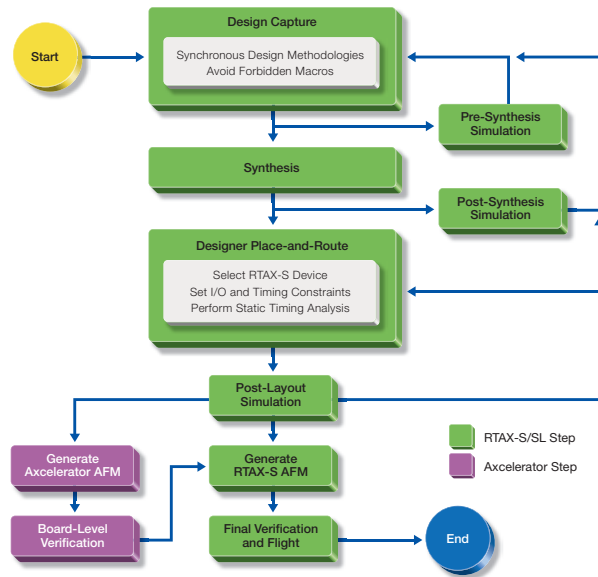 Design Capture
Start
Synchronous Design Methodologies
Avoid Forbidden Macros
Pre-Synthesis
Simulation
Synthesis
Post-Synthesis
Simulation
Designer Place-and-Route
Select RTAX-S Device
Set I/O and Timing Constraints
Perform Static Timing Analysis
Post-Layout
Simulation
RTAX-S/SL Step
Axcelerator Step
Generate
Axcelerator AFM
Generate
RTAX-S AFM
Board-Level
Verification
Final Verification
and Flight
End